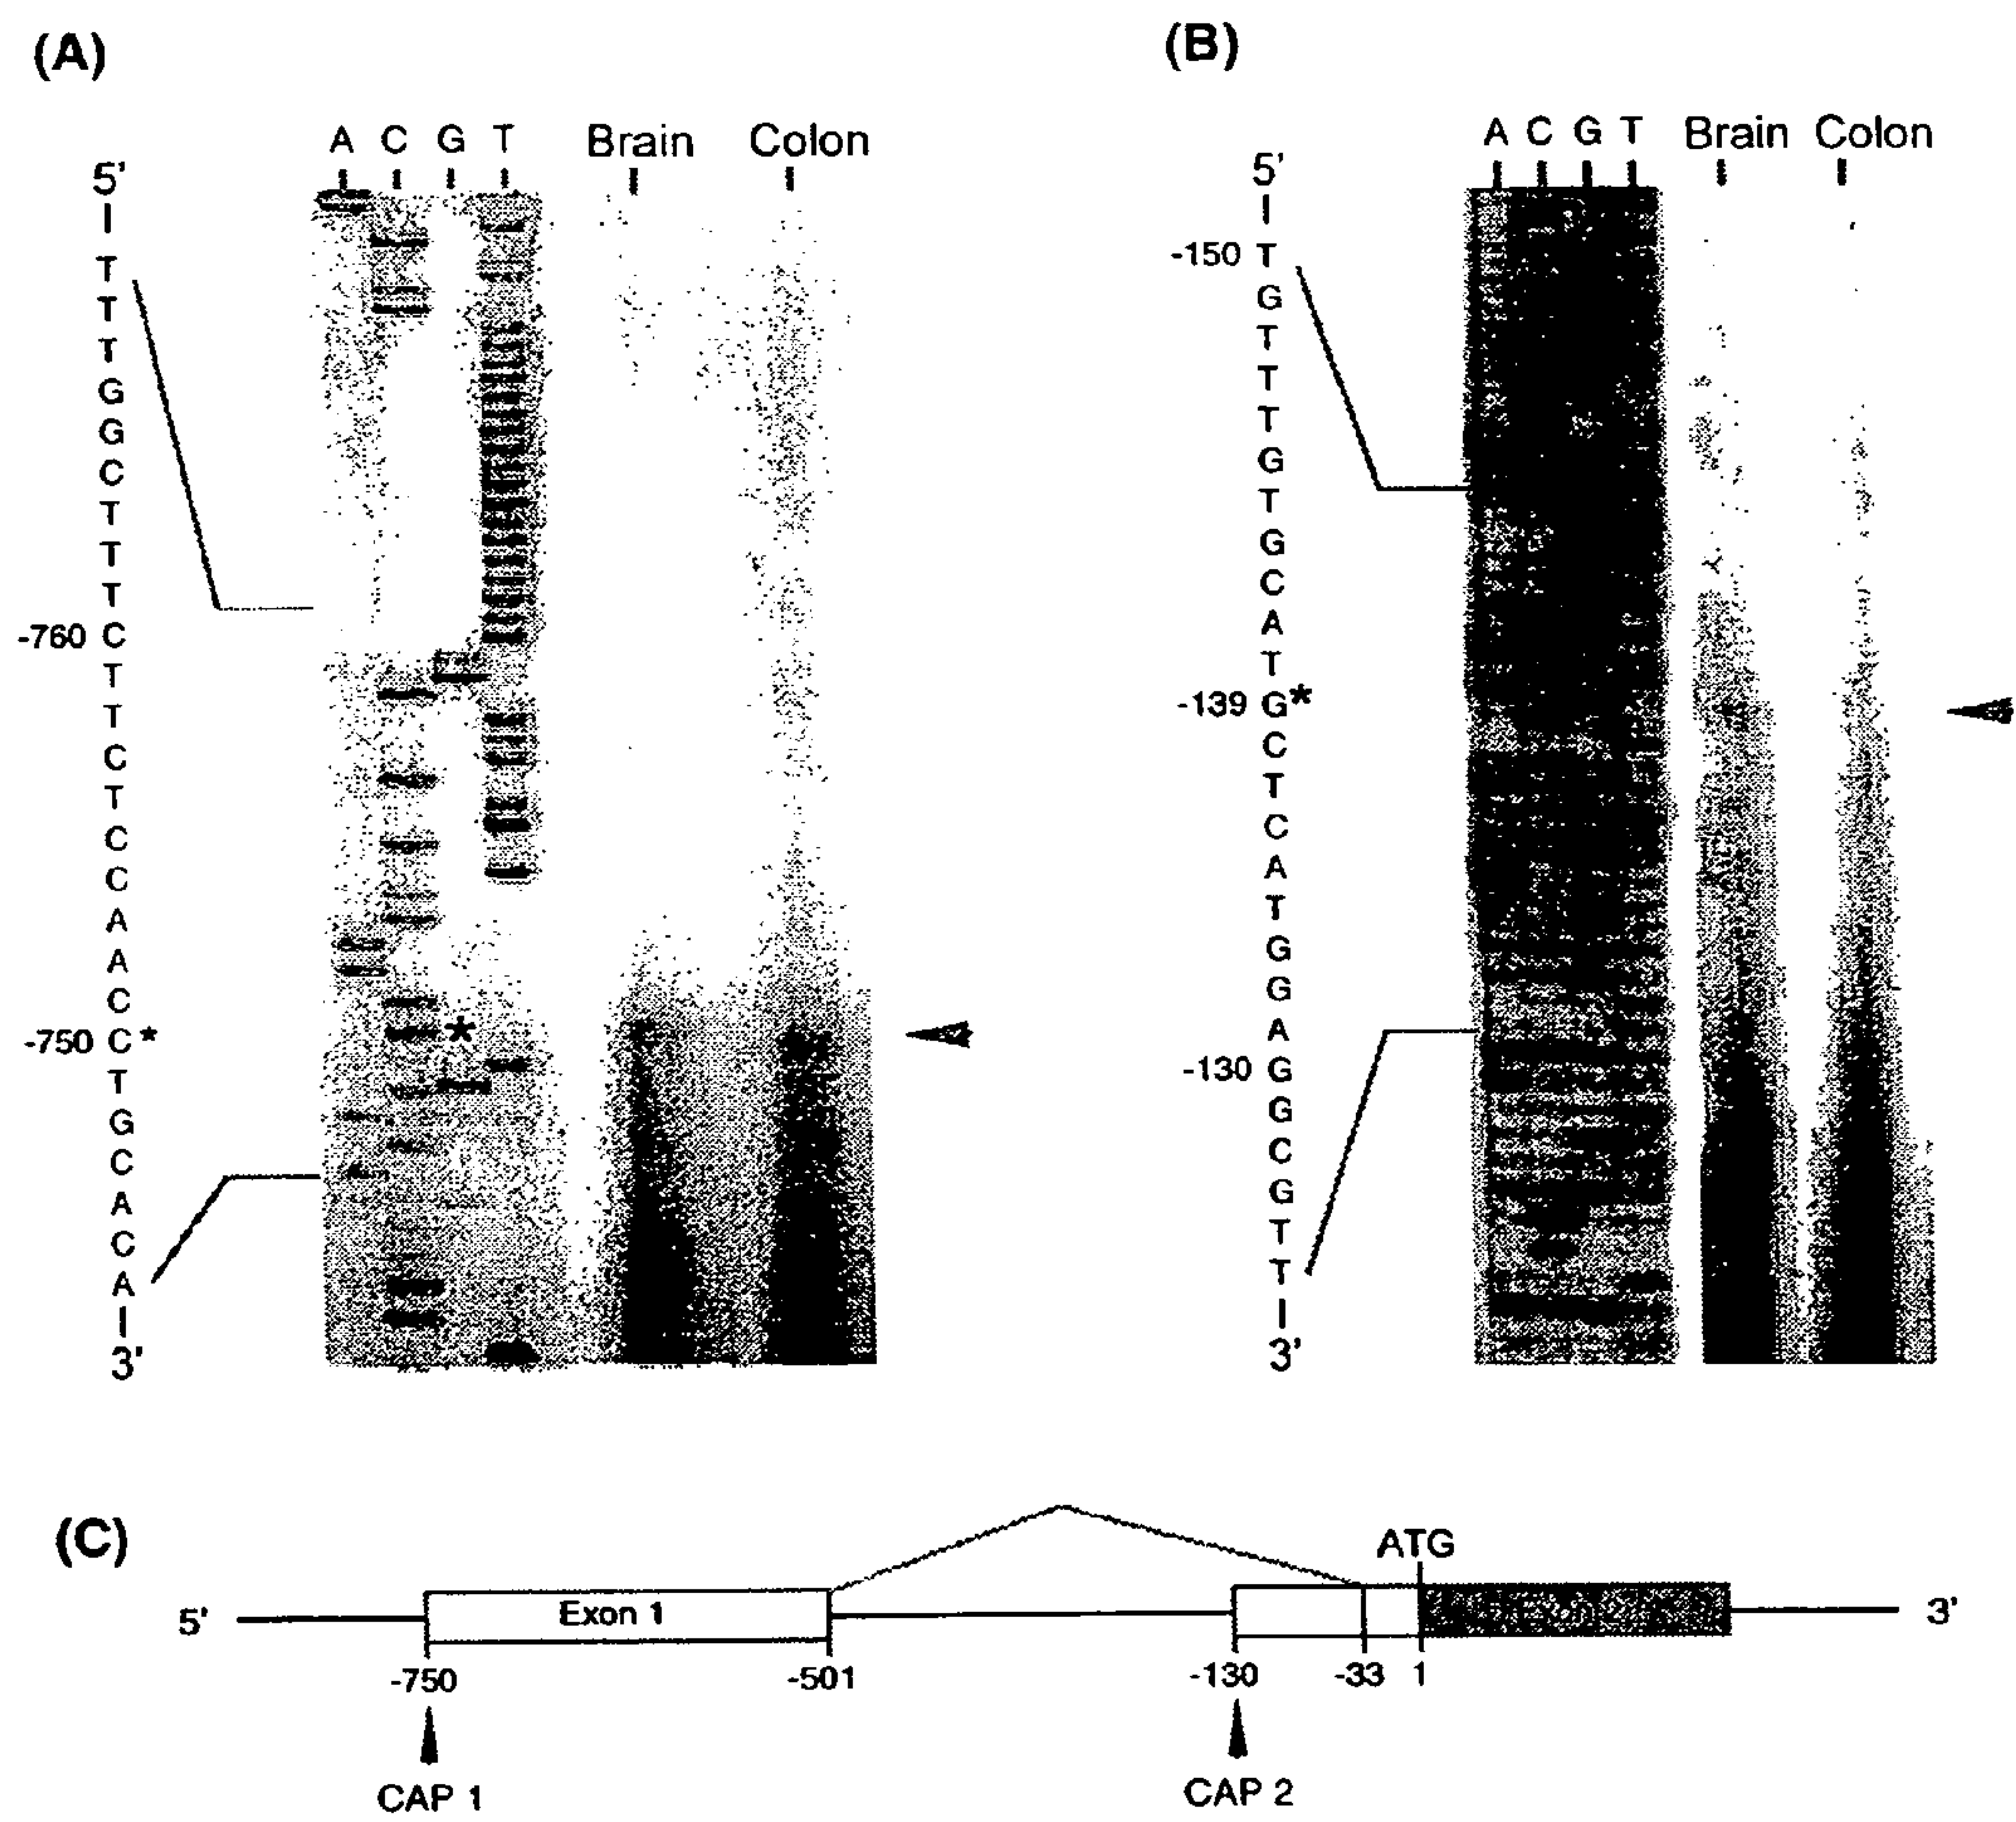 (A)
A C G T Brain Colon
5'
T
T
T
G
G
C
T
T
T
-760 C
T
T
C
T
C
C
A
A
C
-750 C *
T
G
C
A
C
A
3'
*
(B)
A C G T Brain Colon
5'
-150 T
G
T
T
T
G
T
G
C
A
T
-139 G*
C
T
C
A
T
G
G
A
-130 G
G
C
G
T
T
3'
(C)
ATG
5' Exon 1 Exon 2 3'
-750 -501 -130 -33 1
CAP 1 CAP 2